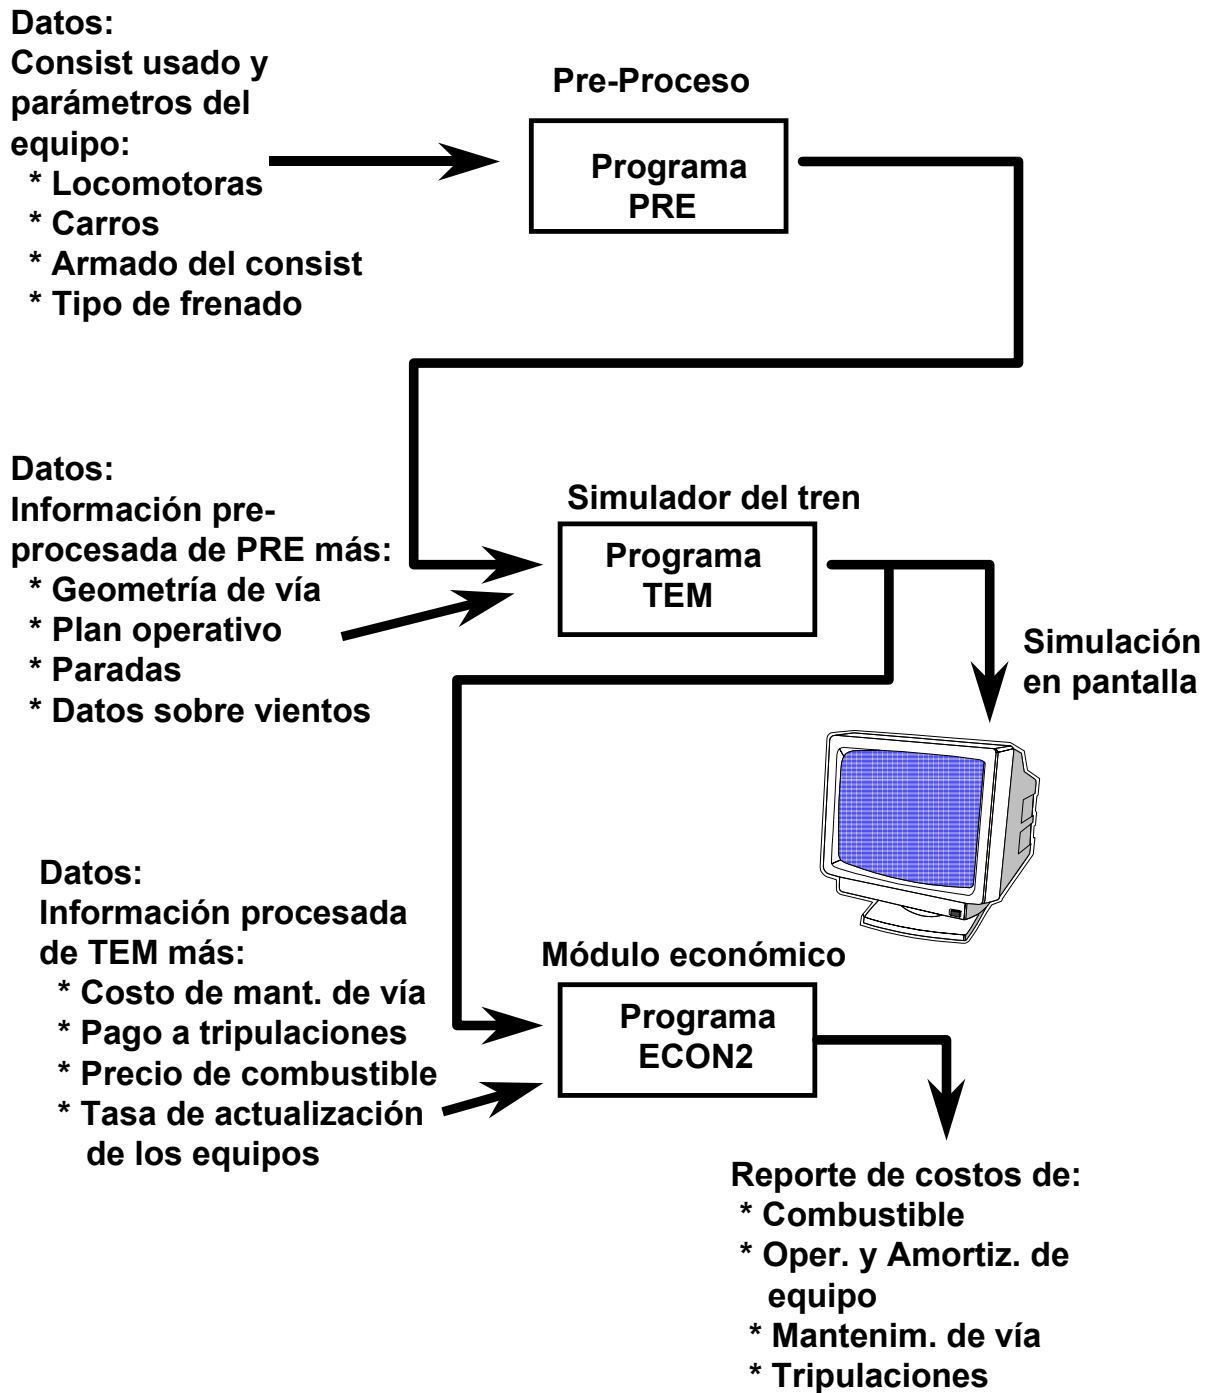 Datos:
Consist usado y
parámetros del
equipo:
* Locomotoras
* Carros
* Armado del consist
* Tipo de frenado
Pre-Proceso
Programa
PRE
Datos:
Información pre-
procesada de PRE más:
* Geometría de vía
* Plan operativo
* Paradas
* Datos sobre vientos
Simulador del tren
Programa
TEM
Simulación
en pantalla
Datos:
Información procesada
de TEM más:
* Costo de mant. de vía
* Pago a tripulaciones
* Precio de combustible
* Tasa de actualización
de los equipos
Módulo económico
Programa
ECON2
Reporte de costos de:
* Combustible
* Oper. y Amortiz. de
equipo
* Mantenim. de vía
* Tripulaciones